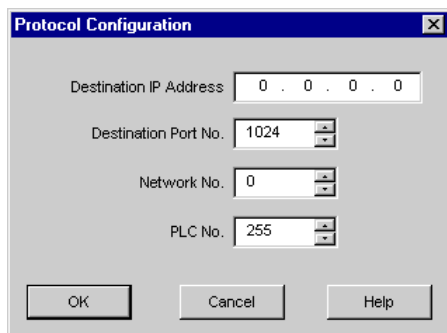 Protocol Configuration
Destination IP Address 0 . 0 . 0 . 0
Destination Port No. 1024
Network No. 0
PLC No. 255
OK Cancel Help